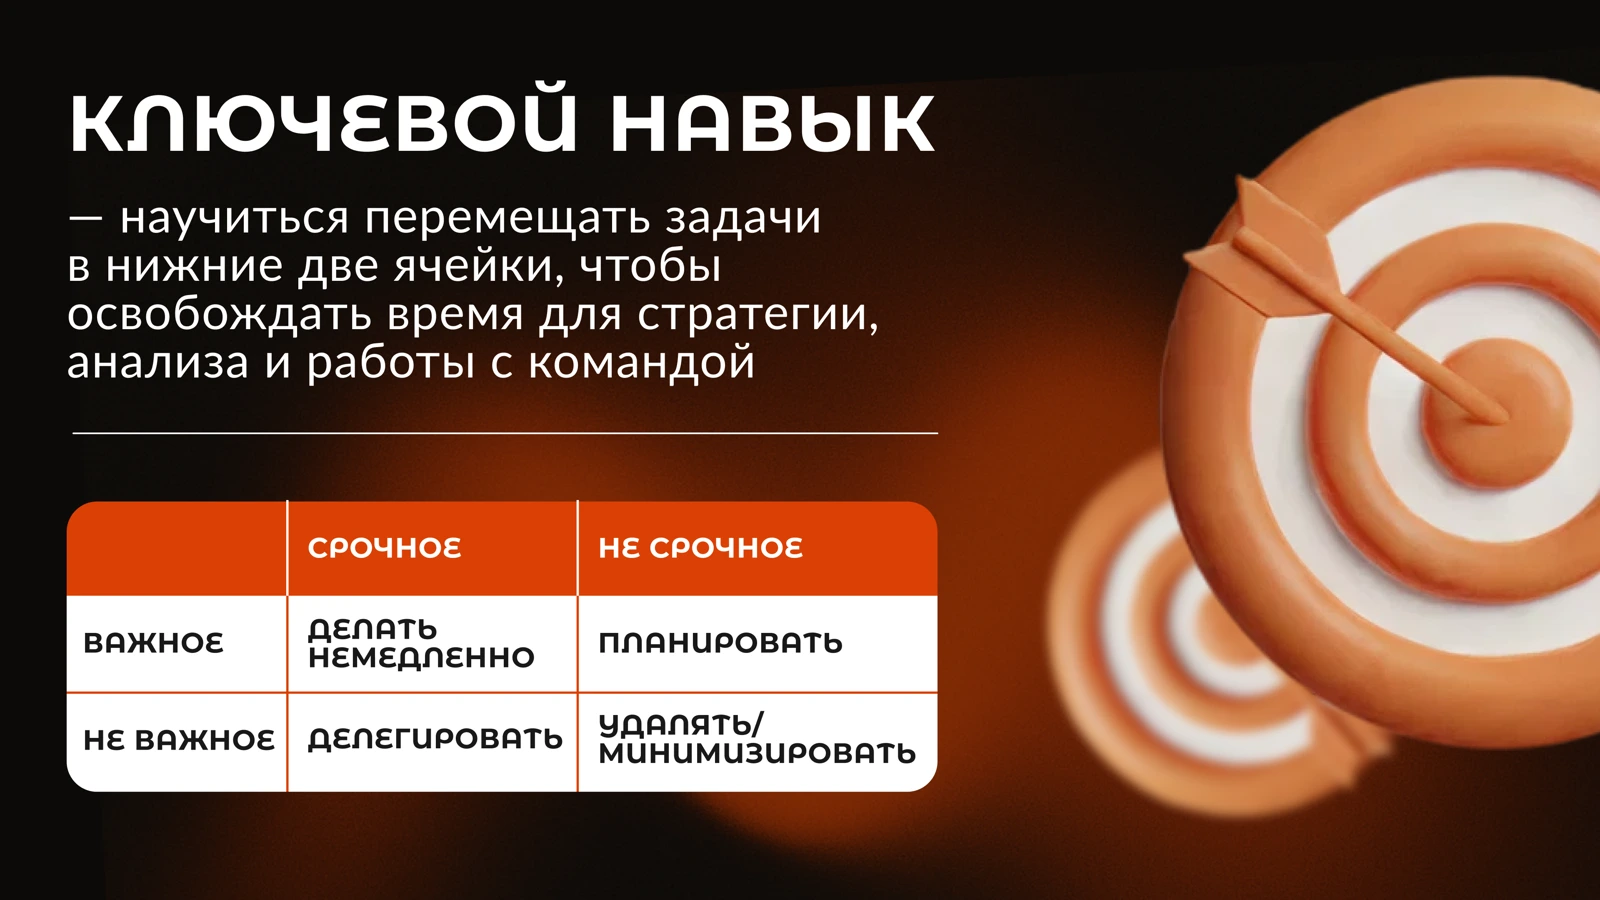 КЛЮЧЕВОЙ НАВЫК
— научиться перемещать задачи
в нижние две ячейки, чтобы
освобождать время для стратегии,
анализа и работы с командой
СРОЧНОЕ НЕ СРОЧНОЕ
ВАЖНОЕ
ДЕЛАТЬ
НЕМЕДЛЕННО
ПЛАНИРОВАТЬ
НЕ ВАЖНОЕ
ДЕЛЕГИРОВАТЬ
УДАЛЯТЬ/
МИНИМИЗИРОВАТЬ